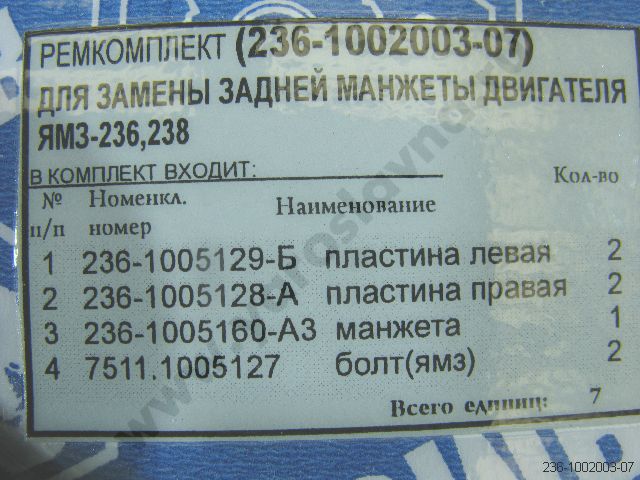 РЕМКОМПЛЕКТ (236-1002003-07)
ДЛЯ ЗАМЕНЫ ЗАДНЕЙ МАНЖЕТЫ ДВИГАТЕЛЯ
ЯМЗ-236,238
В КОМПЛЕКТ ВХОДИТ:
№ п/п Номенкл. номер Наименование Кол-во
1 236-1005129-Б пластина левая 2
2 236-1005128-А пластина правая 2
3 236-1005160-А3 манжета 1
4 7511.1005127 болт(ямз) 2
Всего единиц: 7
236-1002003-07